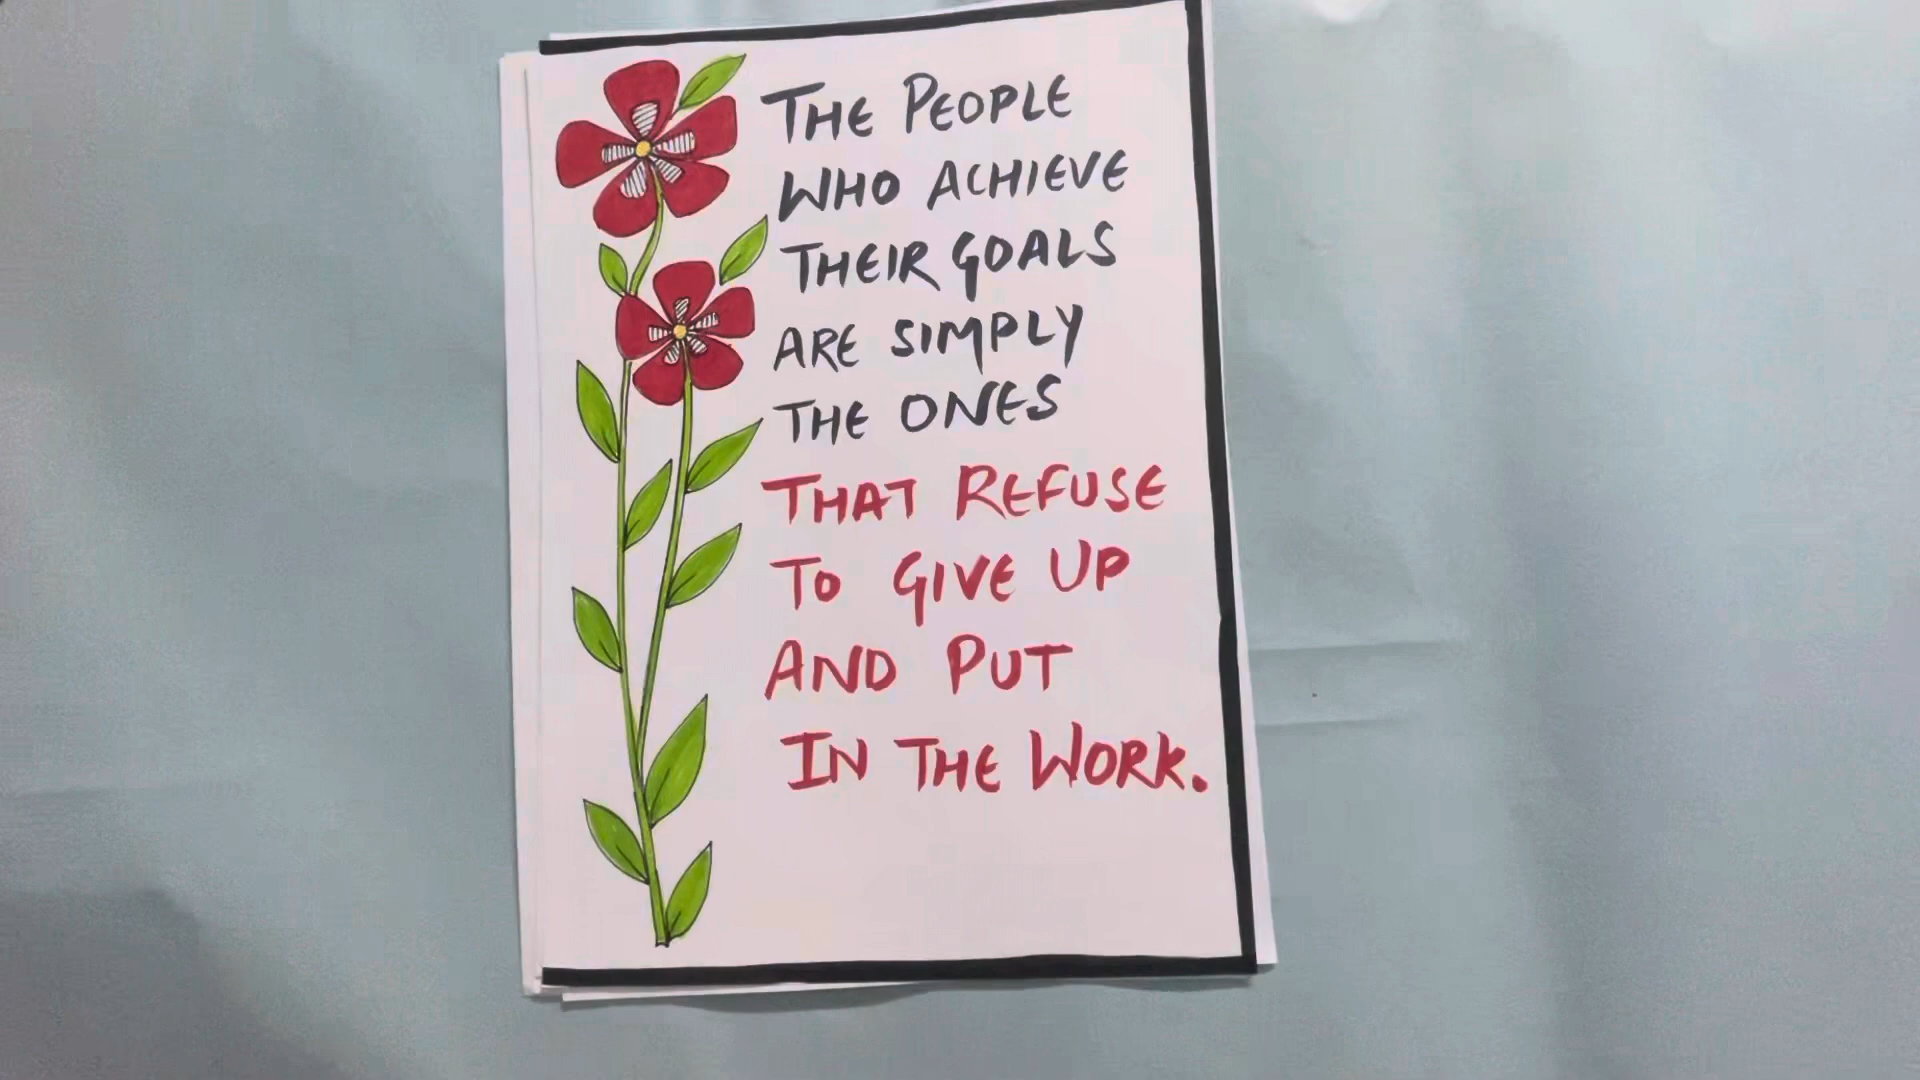 THE PEOPLE
WHO ACHIEVE
THEIR GOALS
ARE SIMPLY
THE ONES
THAT REFUSE
TO GIVE UP
AND PUT
IN THE WORK.